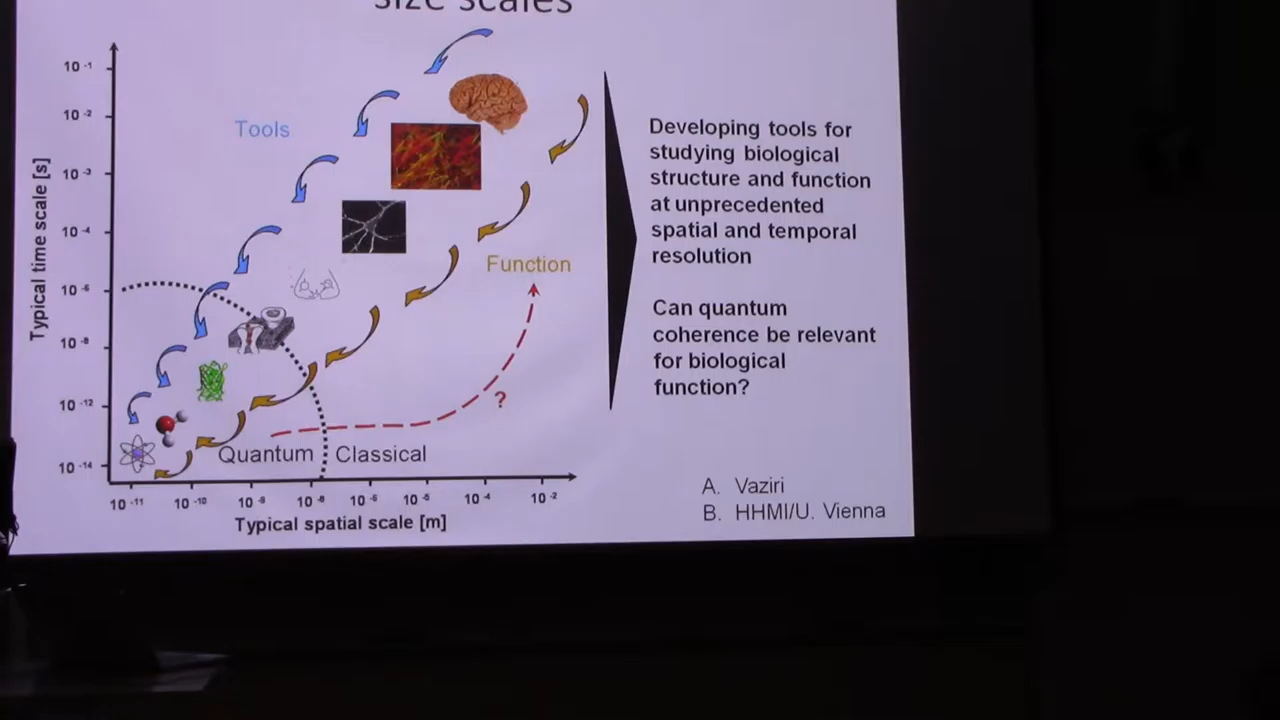 size scales
10 -1
10 -2
10 -3
10 -4
10 -6
10 -8
10 -12
10 -14
Typical time scale [s]
Tools
Function
?
Quantum
Classical
10 -11
10 -10
10 -9
10 -8
10 -6
10 -5
10 -4
10 -2
Typical spatial scale [m]
Developing tools for
studying biological
structure and function
at unprecedented
spatial and temporal
resolution
Can quantum
coherence be relevant
for biological
function?
A. Vaziri
B. HHMI/U. Vienna